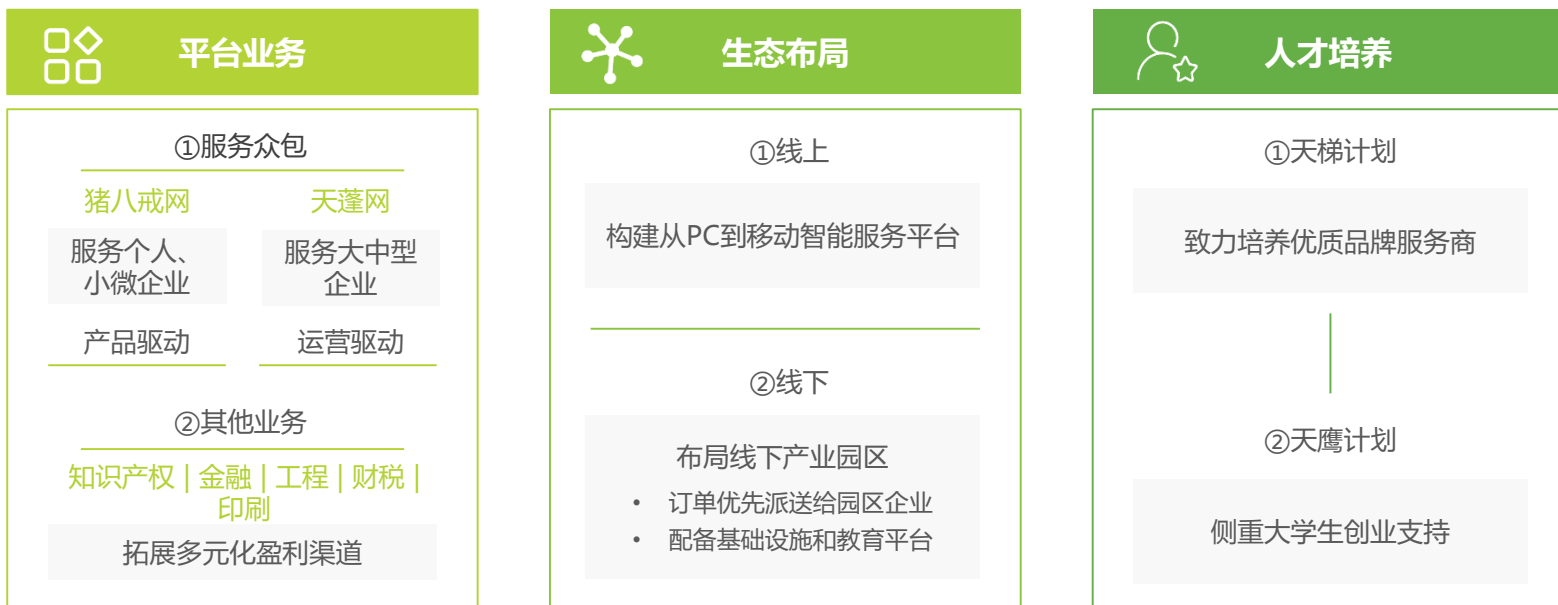 平台业务
①服务众包
猪八戒网
天蓬网
服务个人、
小微企业
服务大中型
企业
产品驱动
运营驱动
②其他业务
知识产权｜金融｜工程｜财税｜
印刷
拓展多元化盈利渠道
生态布局
①线上
构建从PC到移动智能服务平台
②线下
布局线下产业园区
• 订单优先派送给园区企业
• 配备基础设施和教育平台
人才培养
①天梯计划
致力培养优质品牌服务商
②天鹰计划
侧重大学生创业支持